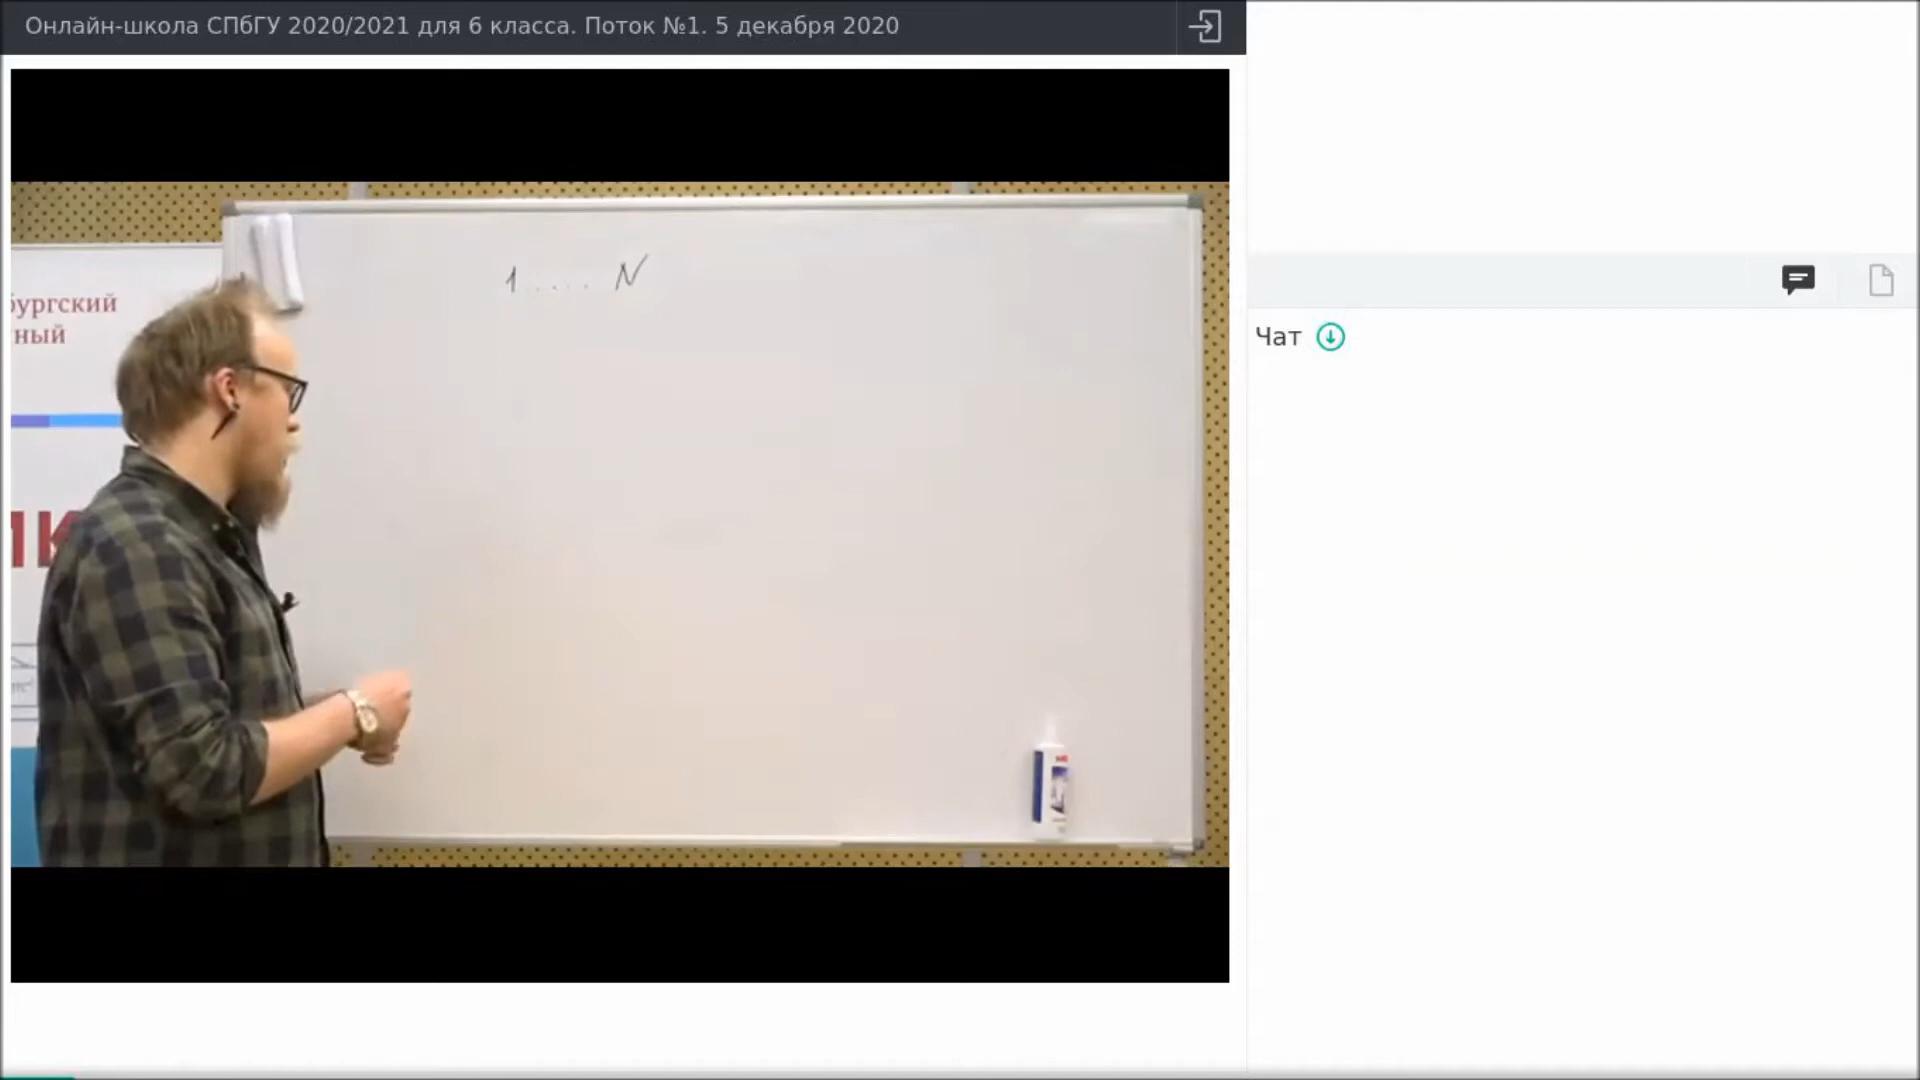 Онлайн-школа СПбГУ 2020/2021 для 6 класса. Поток №1. 5 декабря 2020
1 . . . . . N
бургский
ный
Чат